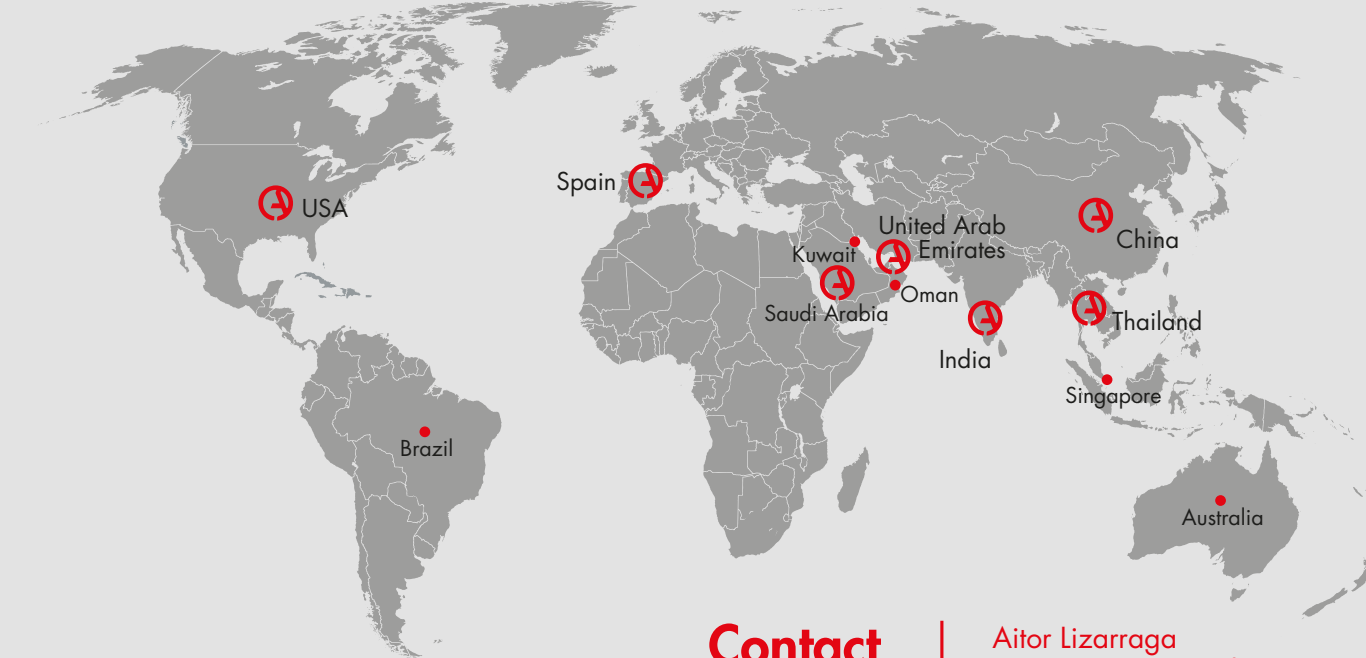 Spain
USA
United Arab
Emirates
China
Kuwait
Oman
Saudi Arabia
Thailand
India
Singapore
Brazil
Australia
Contact
Aitor Lizarraga